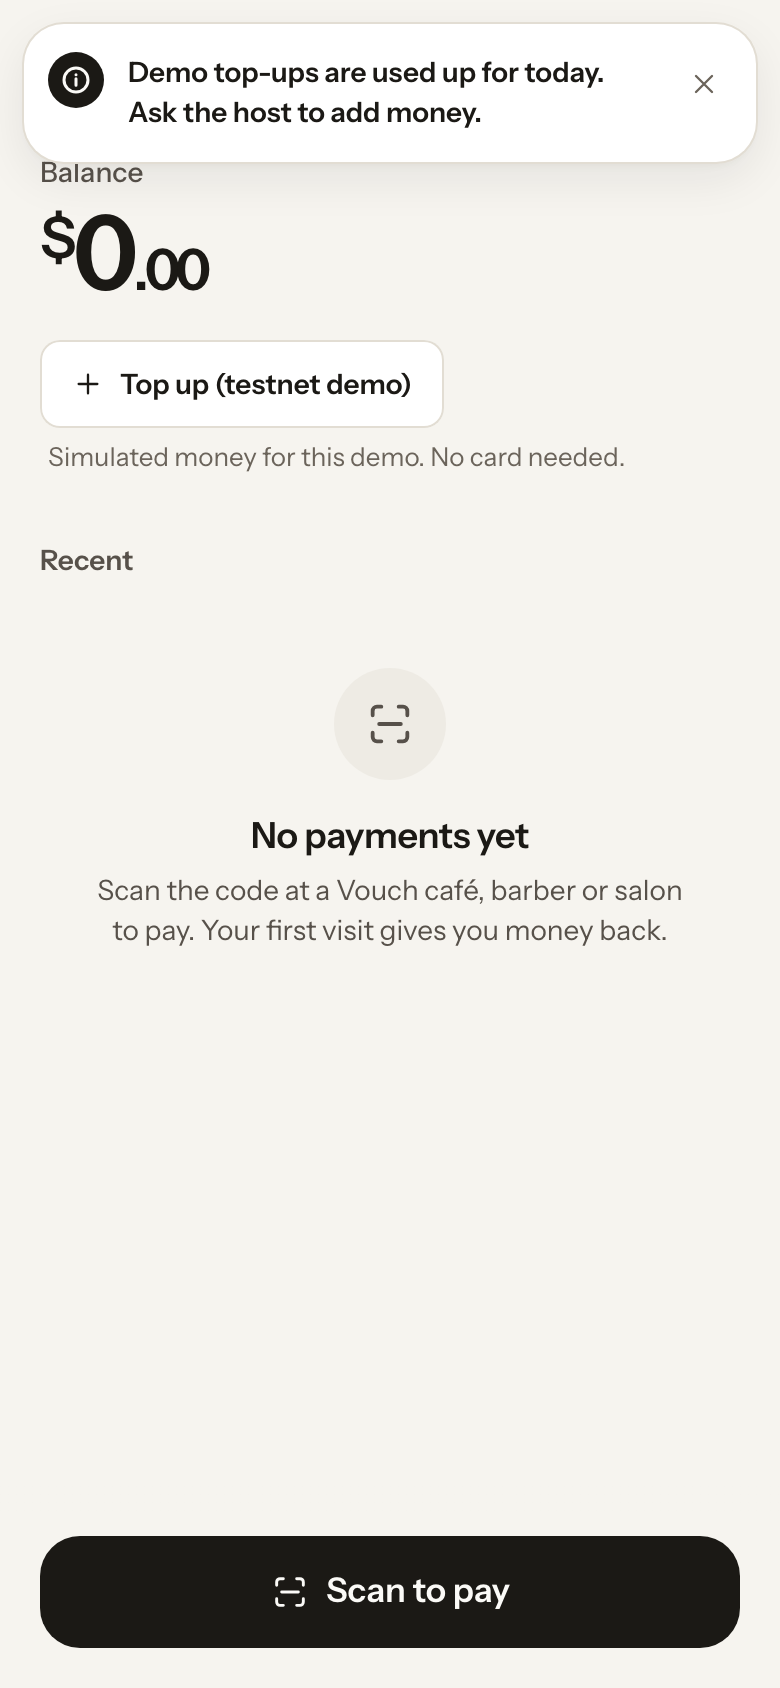 Demo top-ups are used up for today.
Ask the host to add money.
Balance
$0.00
Top up (testnet demo)
Simulated money for this demo. No card needed.
Recent
No payments yet
Scan the code at a Vouch café, barber or salon
to pay. Your first visit gives you money back.
Scan to pay